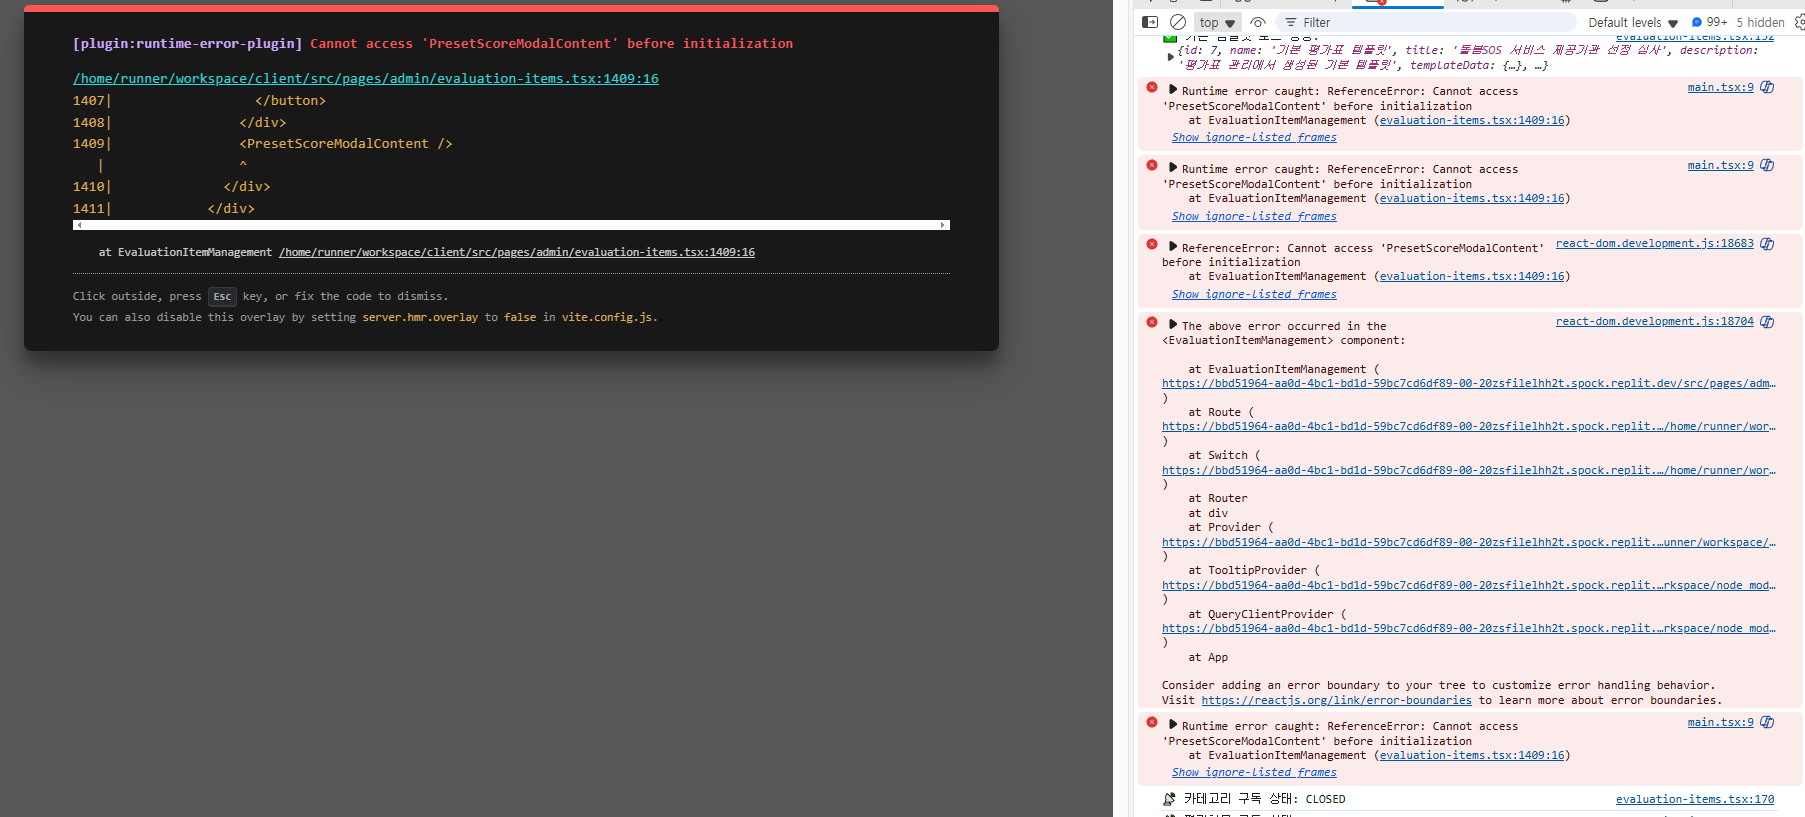 [plugin:runtime-error-plugin] Cannot access 'PresetScoreModalContent' before initialization
/home/runner/workspace/client/src/pages/admin/evaluation-items.tsx:1409:16
1407|                  </button>
1408|                </div>
1409|                <PresetScoreModalContent />
   |                 ^
1410|              </div>
1411|            </div>
at EvaluationItemManagement /home/runner/workspace/client/src/pages/admin/evaluation-items.tsx:1409:16
Click outside, press Esc key, or fix the code to dismiss.
You can also disable this overlay by setting server.hmr.overlay to false in vite.config.js.
top
Filter
Default levels
99+
5 hidden
evaluation-items.tsx:152
{id: 7, name: '기본 평가표 템플릿', title: '돌봄SOS 서비스 제공기관 선정 심사', description:
'평가표 관리에서 생성된 기본 템플릿', templateData: {…}, …}
Runtime error caught: ReferenceError: Cannot access main.tsx:9
'PresetScoreModalContent' before initialization
at EvaluationItemManagement (evaluation-items.tsx:1409:16)
Show ignore-listed frames
Runtime error caught: ReferenceError: Cannot access main.tsx:9
'PresetScoreModalContent' before initialization
at EvaluationItemManagement (evaluation-items.tsx:1409:16)
Show ignore-listed frames
ReferenceError: Cannot access 'PresetScoreModalContent' react-dom.development.js:18683
before initialization
at EvaluationItemManagement (evaluation-items.tsx:1409:16)
Show ignore-listed frames
The above error occurred in the react-dom.development.js:18704
<EvaluationItemManagement> component:
at EvaluationItemManagement (
https://bbd51964-aa0d-4bc1-bd1d-59bc7cd6df89-00-20zsfilelhh2t.spock.replit.dev/src/pages/adm…
)
at Route (
https://bbd51964-aa0d-4bc1-bd1d-59bc7cd6df89-00-20zsfilelhh2t.spock.replit.…/home/runner/wor…
)
at Switch (
https://bbd51964-aa0d-4bc1-bd1d-59bc7cd6df89-00-20zsfilelhh2t.spock.replit.…/home/runner/wor…
)
at Router
at div
at Provider (
https://bbd51964-aa0d-4bc1-bd1d-59bc7cd6df89-00-20zsfilelhh2t.spock.replit.…unner/workspace/…
)
at TooltipProvider (
https://bbd51964-aa0d-4bc1-bd1d-59bc7cd6df89-00-20zsfilelhh2t.spock.replit.…rkspace/node_mod…
)
at QueryClientProvider (
https://bbd51964-aa0d-4bc1-bd1d-59bc7cd6df89-00-20zsfilelhh2t.spock.replit.…rkspace/node_mod…
)
at App
Consider adding an error boundary to your tree to customize error handling behavior.
Visit https://reactjs.org/link/error-boundaries to learn more about error boundaries.
Runtime error caught: ReferenceError: Cannot access main.tsx:9
'PresetScoreModalContent' before initialization
at EvaluationItemManagement (evaluation-items.tsx:1409:16)
Show ignore-listed frames
카테고리 구독 상태: CLOSED evaluation-items.tsx:170